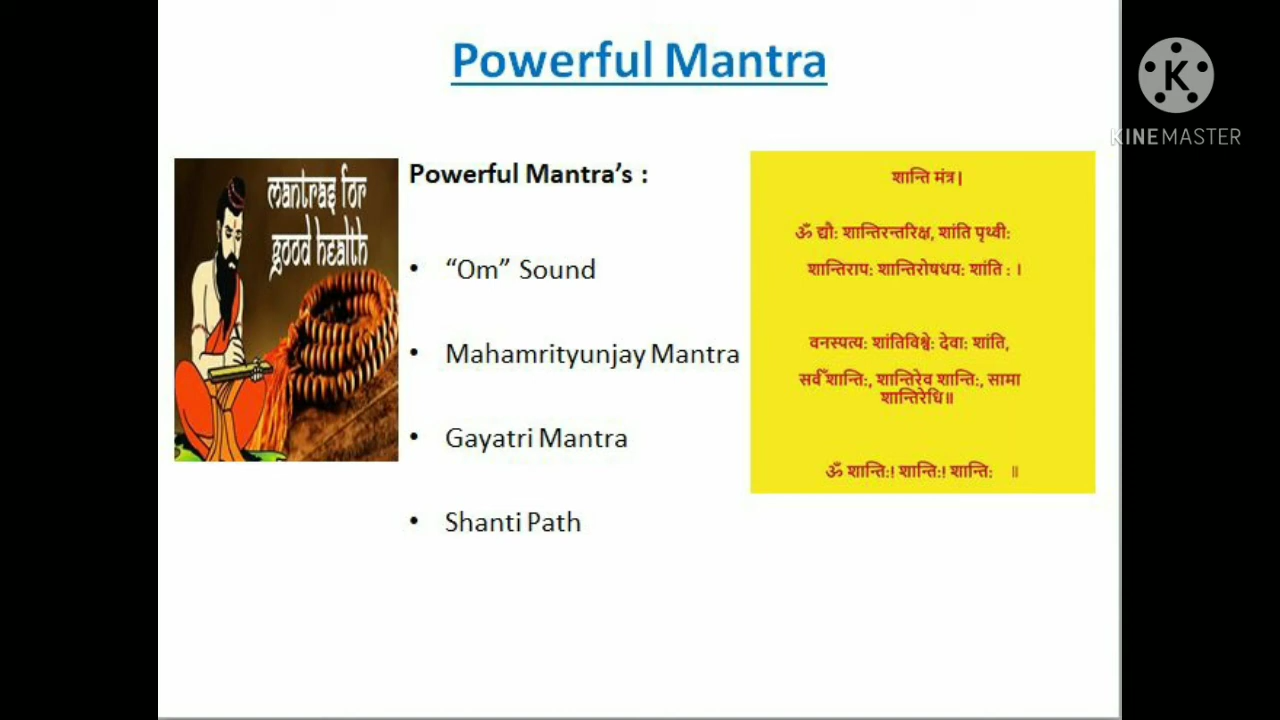 Powerful Mantra
KINEMASTER
mantras for
good health
Powerful Mantra’s :
• “Om” Sound
• Mahamrityunjay Mantra
• Gayatri Mantra
• Shanti Path
शान्ति मंत्र|
ॐ द्यौ: शान्तिरन्तरिक्ष, शांति पृथ्वी:
शान्तिराप: शान्तिरोषधय: शांति : ।
वनस्पत्य: शांतिविश्वे: देवा: शांति,
सर्वँ शान्ति:, शान्तिरेव शान्ति:, सामा
शान्तिरेधि॥
ॐ शान्ति:! शान्ति:! शान्ति: ॥